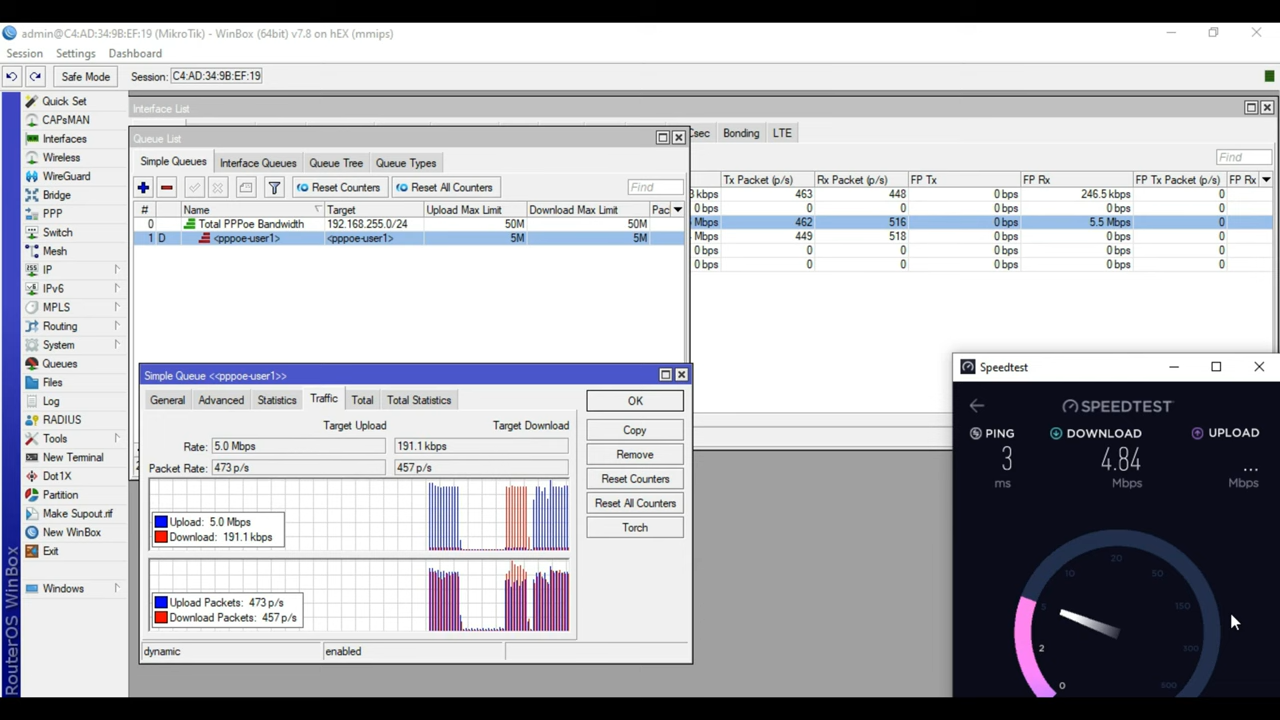 admin@C4:AD:34:9B:EF:19 (MikroTik) - WinBox (64bit) v7.8 on hEX (mmips)
Session Settings Dashboard
Safe Mode Session: C4:AD:34:9B:EF:19
Quick Set
CAPsMAN
Interfaces
Wireless
WireGuard
Bridge
PPP
Switch
Mesh
IP
IPv6
MPLS
Routing
System
Queues
Files
Log
RADIUS
Tools
New Terminal
Dot1X
Partition
Make Supout.rif
New WinBox
Exit
Windows
RouterOS WinBox
Interface List
Bonding LTE
Find
Tx Packet (p/s) Rx Packet (p/s) FP Tx FP Rx FP Tx Packet (p/s) FP Rx
kbps 463 448 0 bps 246.5 kbps 0
0 bps 0 0 0 bps 0 bps 0
Mbps 462 516 0 bps 5.5 Mbps 0
Mbps 449 518 0 bps 0 bps 0
0 bps 0 0 0 bps 0 bps 0
0 bps 0 0 0 bps 0 bps 0
Queue List
Simple Queues Interface Queues Queue Tree Queue Types
Reset Counters Reset All Counters Find
# Name Target Upload Max Limit Download Max Limit Pac
0 Total PPPoe Bandwidth 192.168.255.0/24 50M 50M
1 D <pppoe-user1> <pppoe-user1> 5M 5M
Simple Queue <<pppoe-user1>>
General Advanced Statistics Traffic Total Total Statistics
Target Upload Target Download
Rate: 5.0 Mbps 191.1 kbps
Packet Rate: 473 p/s 457 p/s
Upload: 5.0 Mbps
Download: 191.1 kbps
Upload Packets: 473 p/s
Download Packets: 457 p/s
OK
Copy
Remove
Reset Counters
Reset All Counters
Torch
dynamic enabled
Speedtest
SPEEDTEST
PING DOWNLOAD UPLOAD
3 4.84 ...
ms Mbps Mbps
20
10 50
5 150
2
0